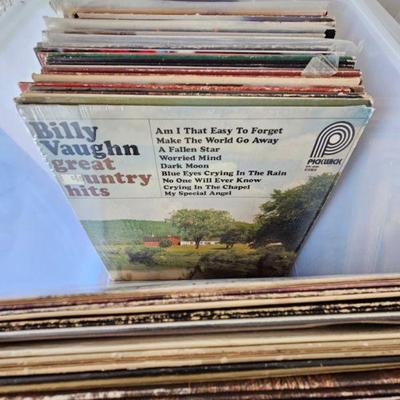 Billy
Vaughn
great
country
hits
Am I That Easy To Forget
Make The World Go Away
A Fallen Star
Worried Mind
Dark Moon
Blue Eyes Crying In The Rain
No One Will Ever Know
Crying In The Chapel
My Special Angel
PICKWICK